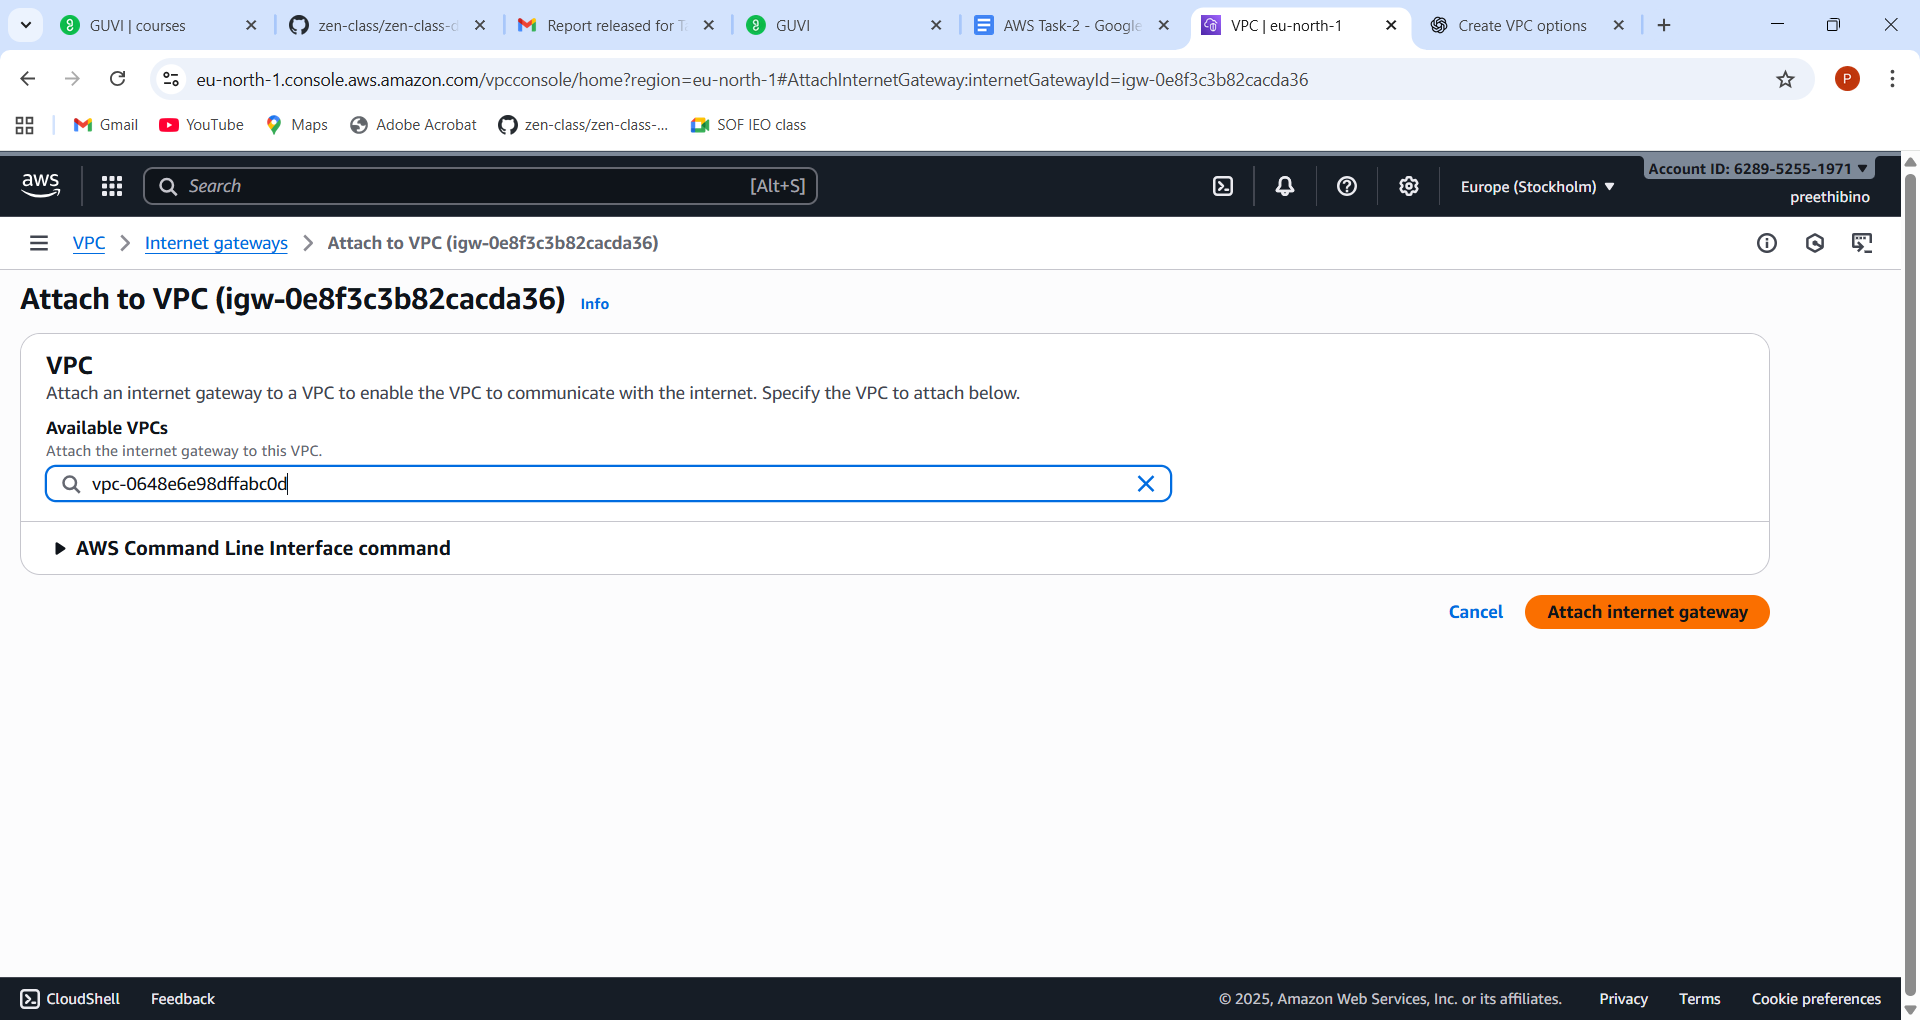 GUVI | courses
zen-class/zen-class-d
Report released for Ta
GUVI
AWS Task-2 - Google
VPC | eu-north-1
Create VPC options
eu-north-1.console.aws.amazon.com/vpcconsole/home?region=eu-north-1#AttachInternetGateway:internetGatewayId=igw-0e8f3c3b82cacda36
P
Gmail
YouTube
Maps
Adobe Acrobat
zen-class/zen-class-...
SOF IEO class
aws
Search
[Alt+S]
Europe (Stockholm)
Account ID: 6289-5255-1971
preethibino
VPC
Internet gateways
Attach to VPC (igw-0e8f3c3b82cacda36)
Attach to VPC (igw-0e8f3c3b82cacda36) Info
VPC
Attach an internet gateway to a VPC to enable the VPC to communicate with the internet. Specify the VPC to attach below.
Available VPCs
Attach the internet gateway to this VPC.
vpc-0648e6e98dffabc0d
AWS Command Line Interface command
Cancel
Attach internet gateway
CloudShell
Feedback
© 2025, Amazon Web Services, Inc. or its affiliates.
Privacy
Terms
Cookie preferences